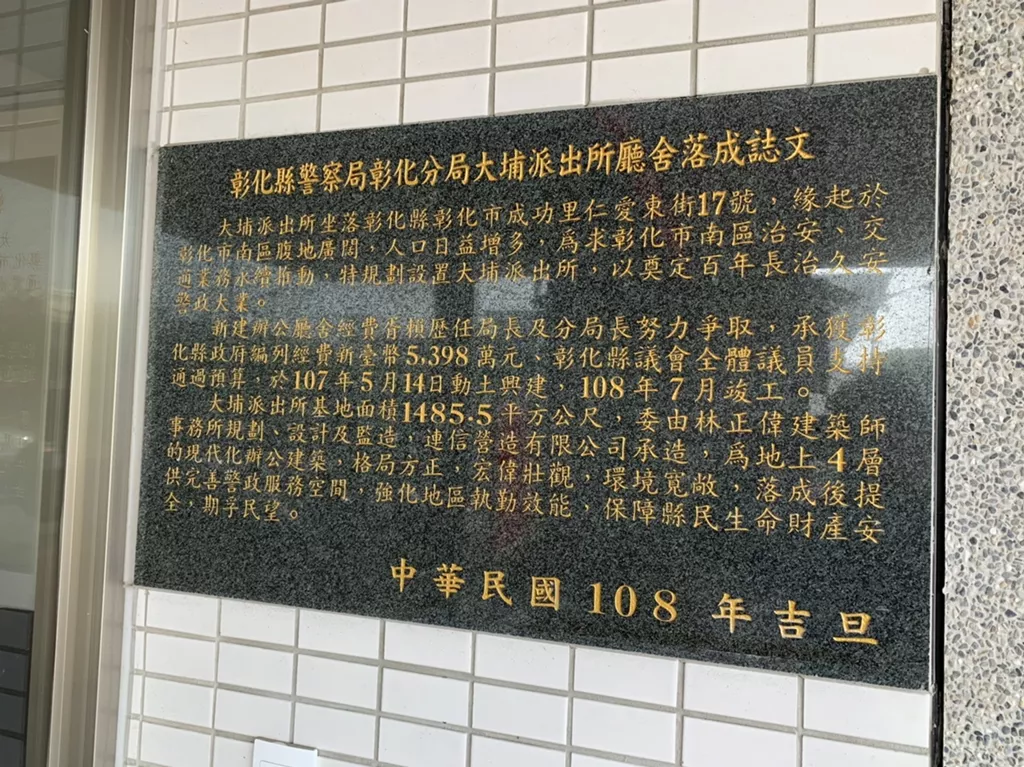 彰化縣警察局彰化分局大埔派出所廳舍落成誌文
大埔派出所坐落彰化縣彰化市成功里仁愛東街17號，緣起於
彰化市南區腹地廣闊，人口日益增多，為求彰化市南區治安、交
通業務永續推動，特規劃設置大埔派出所，以奠定百年長治久安
警政大業。
新建辦公廳舍經費肯賴歷任局長及分局長努力爭取，承獲彰
化縣政府編列經費新臺幣5,398萬元、彰化縣議會全體議員支持
通過預算，於107年5月14日動土興建，108年7月竣工。
大埔派出所基地面積1485.5平方公尺，委由林正偉建築師
事務所規劃、設計及監造，連信營造有限公司承造，為地上4層
的現代化辦公建築，格局方正，宏偉壯觀，環境寬敞，落成後提
供完善警政服務空間，強化地區執勤效能，保障縣民生命財產安
全，期孚民望。
中華民國108年吉旦